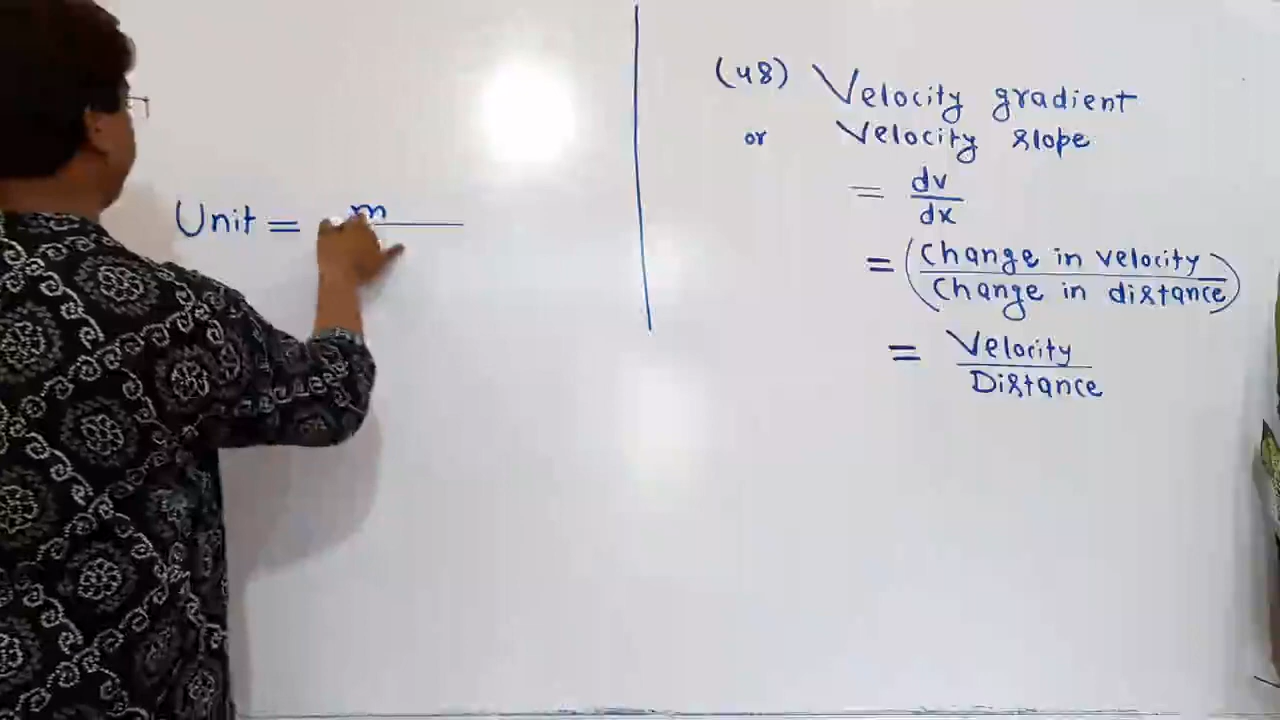 Unit = m
(48) Velocity gradient
or Velocity slope
= dv
dx
= (Change in velocity
Change in distance)
= Velocity
Distance